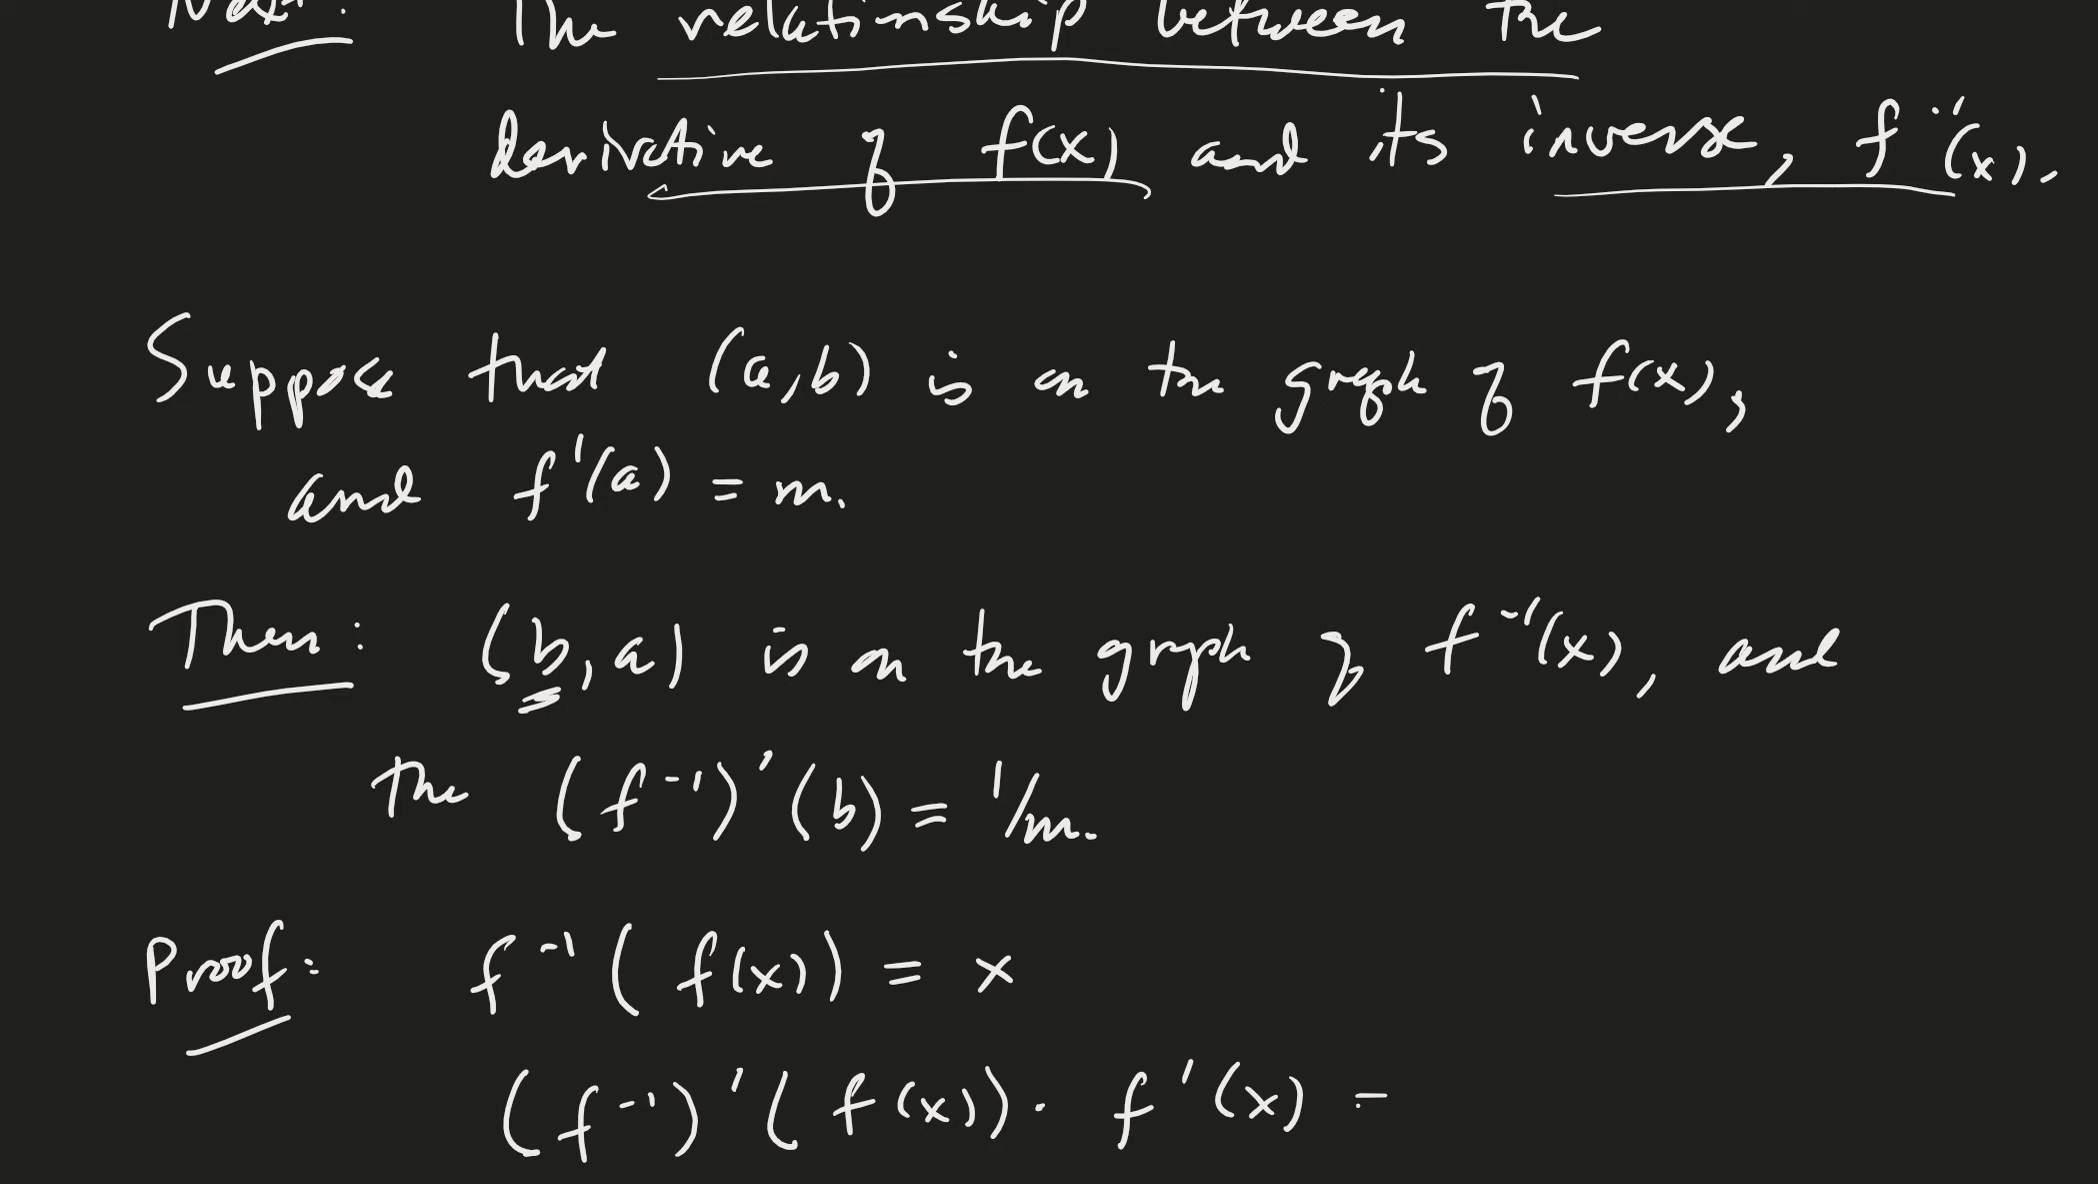 Next: The relationship between the
derivative of f(x) and its inverse, f⁻¹(x).
Suppose that (a,b) is on the graph of f(x),
and f'(a) = m.
Then: (b,a) is on the graph of f⁻¹(x), and
the (f⁻¹)'(b) = 1/m.
Proof: f⁻¹(f(x)) = x
(f⁻¹)'(f(x)) · f'(x) =